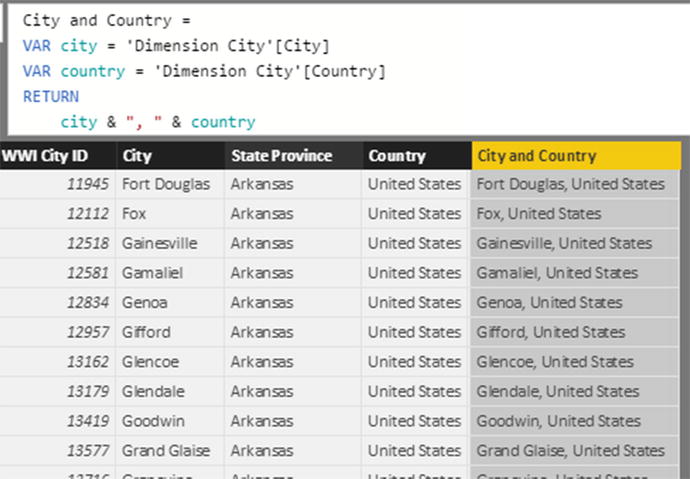 City and Country =
VAR city = 'Dimension City'[City]
VAR country = 'Dimension City'[Country]
RETURN
city & ", " & country
WWI City ID City State Province Country City and Country
11945 Fort Douglas Arkansas United States Fort Douglas, United States
12112 Fox Arkansas United States Fox, United States
12518 Gainesville Arkansas United States Gainesville, United States
12581 Gamaliel Arkansas United States Gamaliel, United States
12834 Genoa Arkansas United States Genoa, United States
12957 Gifford Arkansas United States Gifford, United States
13162 Glencoe Arkansas United States Glencoe, United States
13179 Glendale Arkansas United States Glendale, United States
13419 Goodwin Arkansas United States Goodwin, United States
13577 Grand Glaise Arkansas United States Grand Glaise, United States